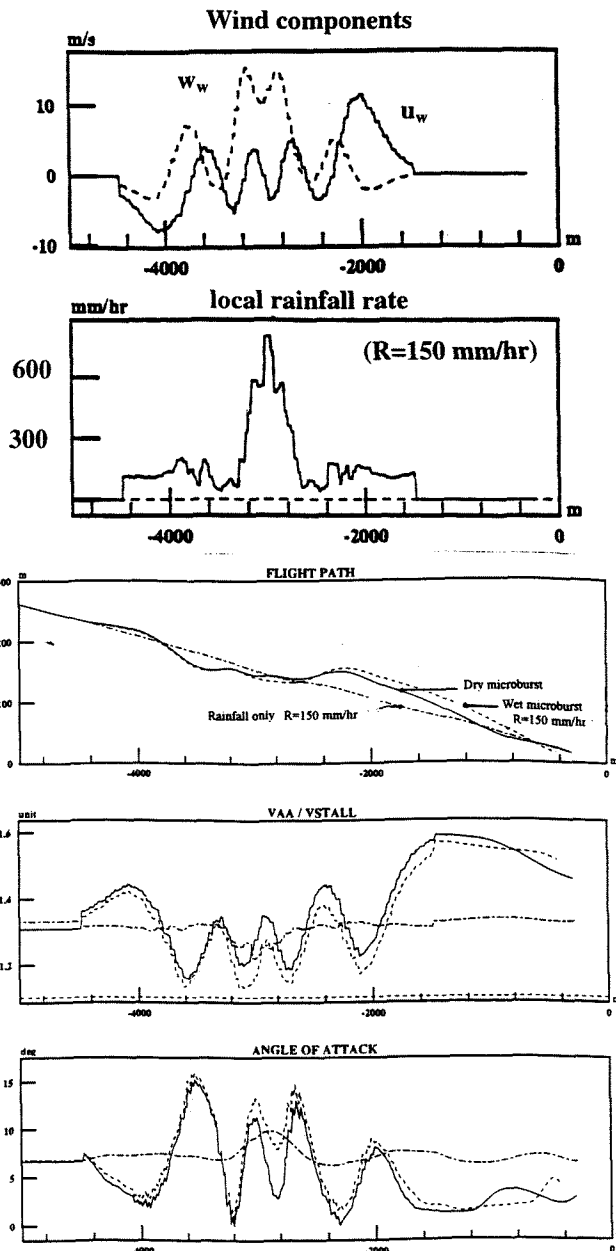 Wind components
m/s
w_w
u_w
10
0
-10
-4000
-2000
0
m
local rainfall rate
mm/hr
(R=150 mm/hr)
600
300
-4000
-2000
0
m
FLIGHT PATH
m
Dry microburst
Wet microburst
Rainfall only R=150 mm/hr
R=150 mm/hr
0
-4000
-2000
0
VAA / VSTALL
unit
1.6
1.4
1.2
-4000
-2000
0
ANGLE OF ATTACK
deg
15
10
5
0
-2000
0